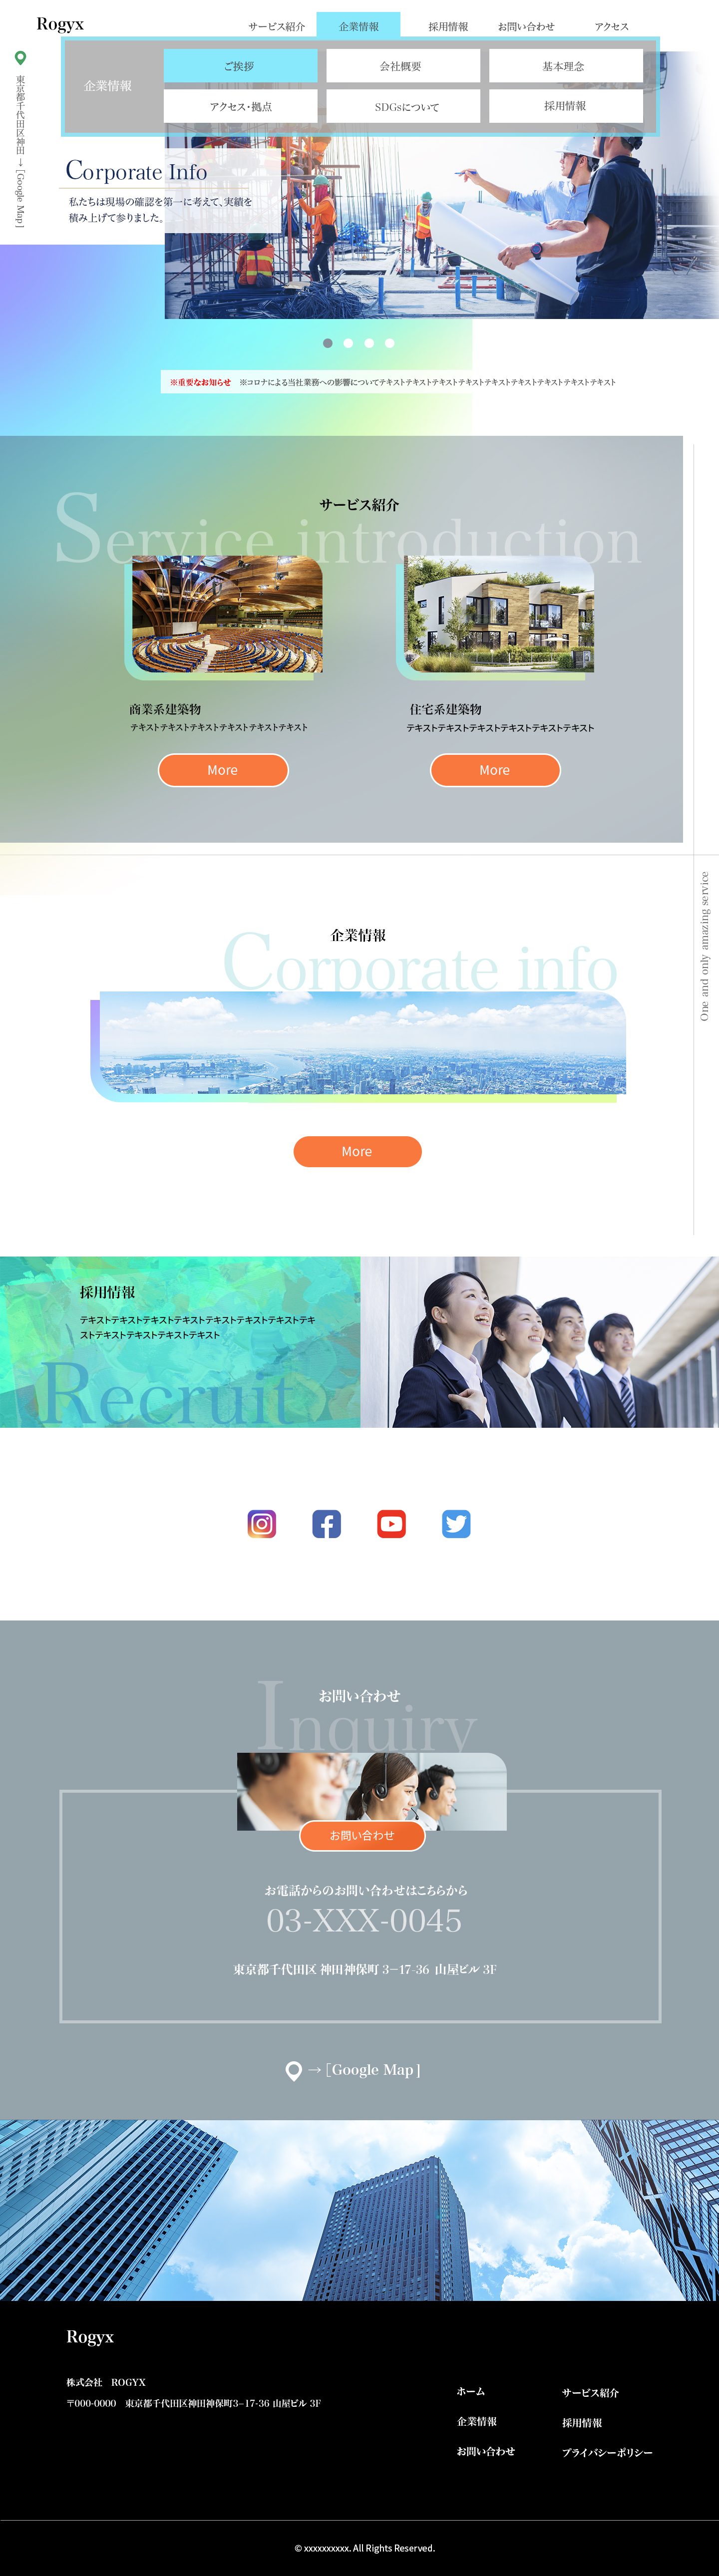 Rogyx
サービス紹介
企業情報
採用情報
お問い合わせ
アクセス
東京都千代田区神田 → [Google Map]
企業情報
ご挨拶
会社概要
基本理念
アクセス・拠点
SDGsについて
採用情報
Corporate Info
私たちは現場の確認を第一に考えて、実績を
積み上げて参りました。
※重要なお知らせ ※コロナによる当社業務への影響についてテキストテキストテキストテキストテキストテキストテキストテキストテキスト
サービス紹介
Service introduction
商業系建築物
テキストテキストテキストテキストテキストテキスト
More
住宅系建築物
テキストテキストテキストテキストテキストテキスト
More
One and only amazing service
企業情報
Corporate info
More
採用情報
テキストテキストテキストテキストテキストテキストテキストテキ
ストテキストテキストテキストテキスト
Recruit
お問い合わせ
Inquiry
お問い合わせ
お電話からのお問い合わせはこちらから
03-XXX-0045
東京都千代田区 神田神保町 3−17-36 山屋ビル 3F
→ [Google Map]
Rogyx
株式会社 ROGYX
〒000-0000 東京都千代田区神田神保町3−17-36 山屋ビル 3F
ホーム
サービス紹介
企業情報
採用情報
お問い合わせ
プライバシーポリシー
© xxxxxxxxxx. All Rights Reserved.